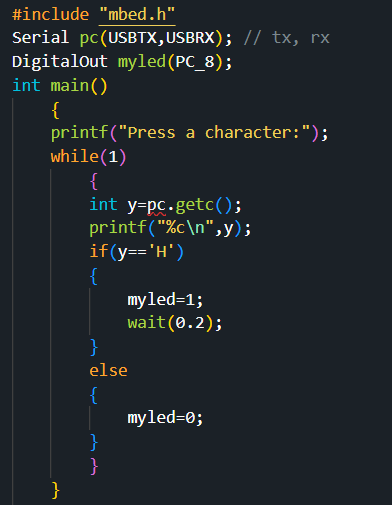 #include "mbed.h"
Serial pc(USBTX,USBRX); // tx, rx
DigitalOut myled(PC_8);
int main()
{
printf("Press a character:");
while(1)
{
int y=pc.getc();
printf("%c\n",y);
if(y=='H')
{
myled=1;
wait(0.2);
}
else
{
myled=0;
}
}
}